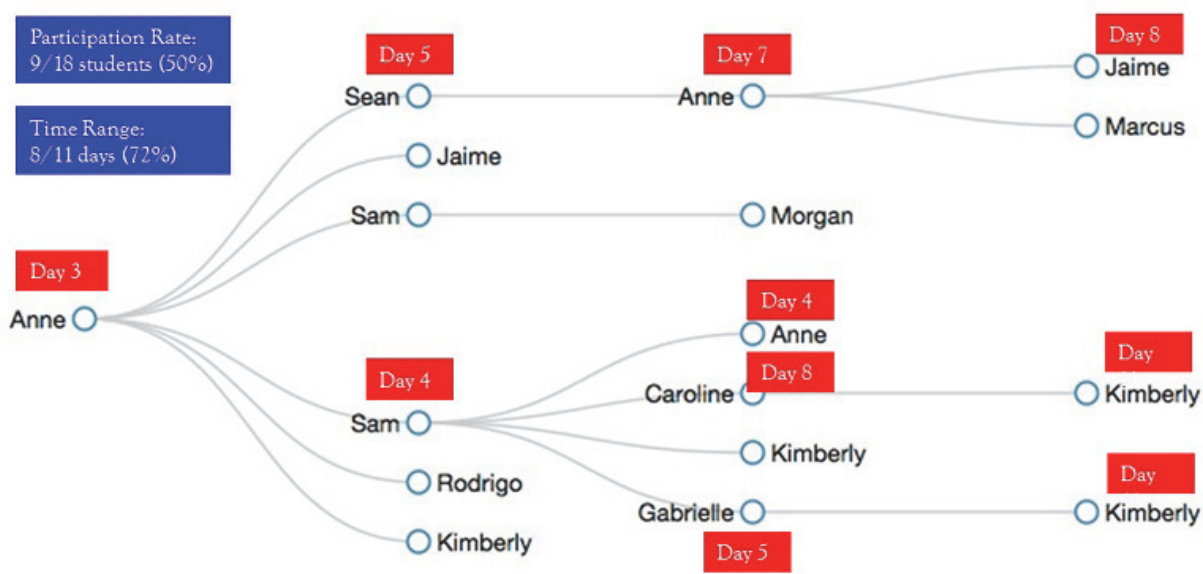 Participation Rate:
9/18 students (50%)
Time Range:
8/11 days (72%)
Day 3
Anne
Day 5
Sean
Jaime
Sam
Day 4
Sam
Rodrigo
Kimberly
Day 7
Anne
Morgan
Day 4
Anne
Day 8
Caroline
Kimberly
Gabrielle
Day 5
Day 8
Jaime
Marcus
Day
Kimberly
Day
Kimberly